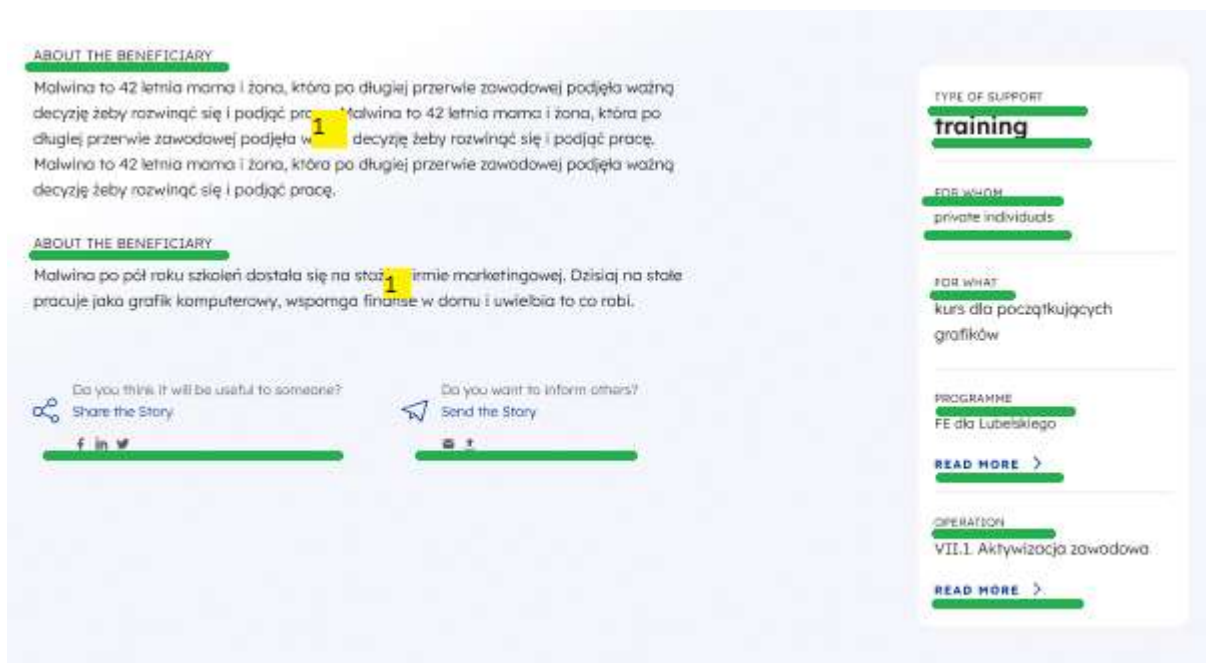 ABOUT THE BENEFICIARY
Malwina to 42 letnia mama i żona, która po długiej przerwie zawodowej podjęła ważną
decyzję żeby rozwinąć się i podjąć Malwina to 42 letnia mama i żona, która po
1
długiej przerwie zawodowej podjęła decyzję żeby rozwinąć się i podjąć pracę.
Malwina to 42 letnia mama i żona, która po długiej przerwie zawodowej podjęła ważną
decyzję żeby rozwinąć się i podjąć pracę.
ABOUT THE BENEFICIARY
Malwina po pół roku szkoleń dostała się na staż firmie marketingowej. Dzisiaj na stałe
1
pracuje jako grafik komputerowy, wspomga finanse w domu i uwielbia to co robi.
Do you think it will be useful to someone?
Share the Story
Do you want to inform others?
Send the Story
TYPE OF SUPPORT
training
FOR WHOM
private individuals
FOR WHAT
kurs dla początkujących
grafików
PROGRAMME
FE dla Lubelskiego
READ MORE
OPERATION
VII.1. Aktywizacja zawodowa
READ MORE